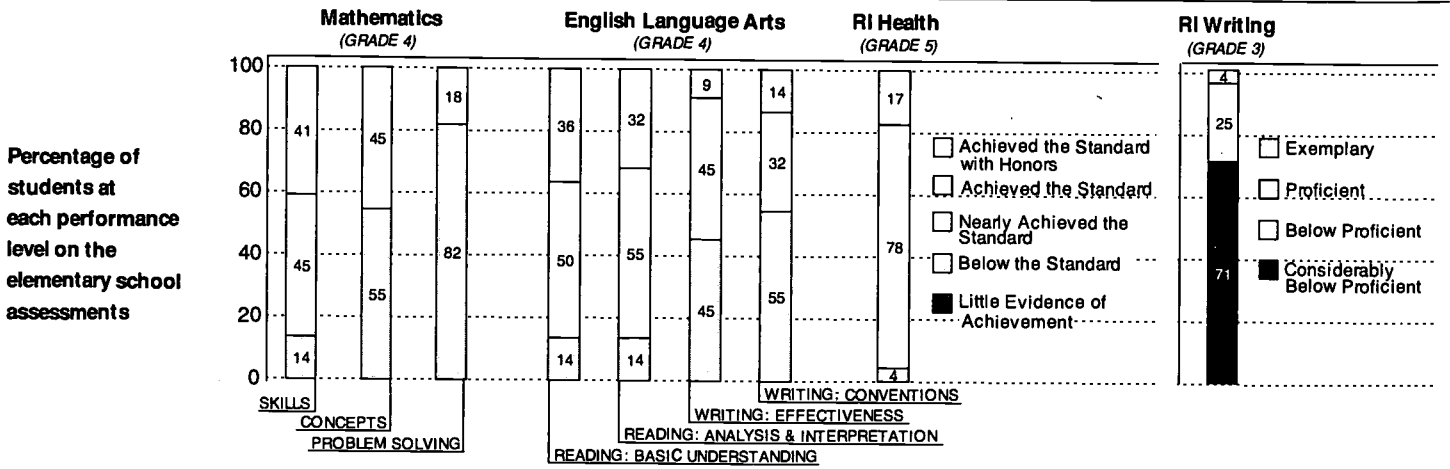 Mathematics
(GRADE 4)
English Language Arts
(GRADE 4)
RI Health
(GRADE 5)
RI Writing
(GRADE 3)
Percentage of
students at
each performance
level on the
elementary school
assessments
100
80
60
40
20
0
41
45
14
45
55
18
82
36
50
14
32
55
14
9
45
45
14
32
55
17
78
4
Achieved the Standard
with Honors
Achieved the Standard
Nearly Achieved the
Standard
Below the Standard
Little Evidence of
Achievement
4
25
71
Exemplary
Proficient
Below Proficient
Considerably
Below Proficient
SKILLS
CONCEPTS
PROBLEM SOLVING
WRITING: CONVENTIONS
WRITING: EFFECTIVENESS
READING: ANALYSIS & INTERPRETATION
READING: BASIC UNDERSTANDING